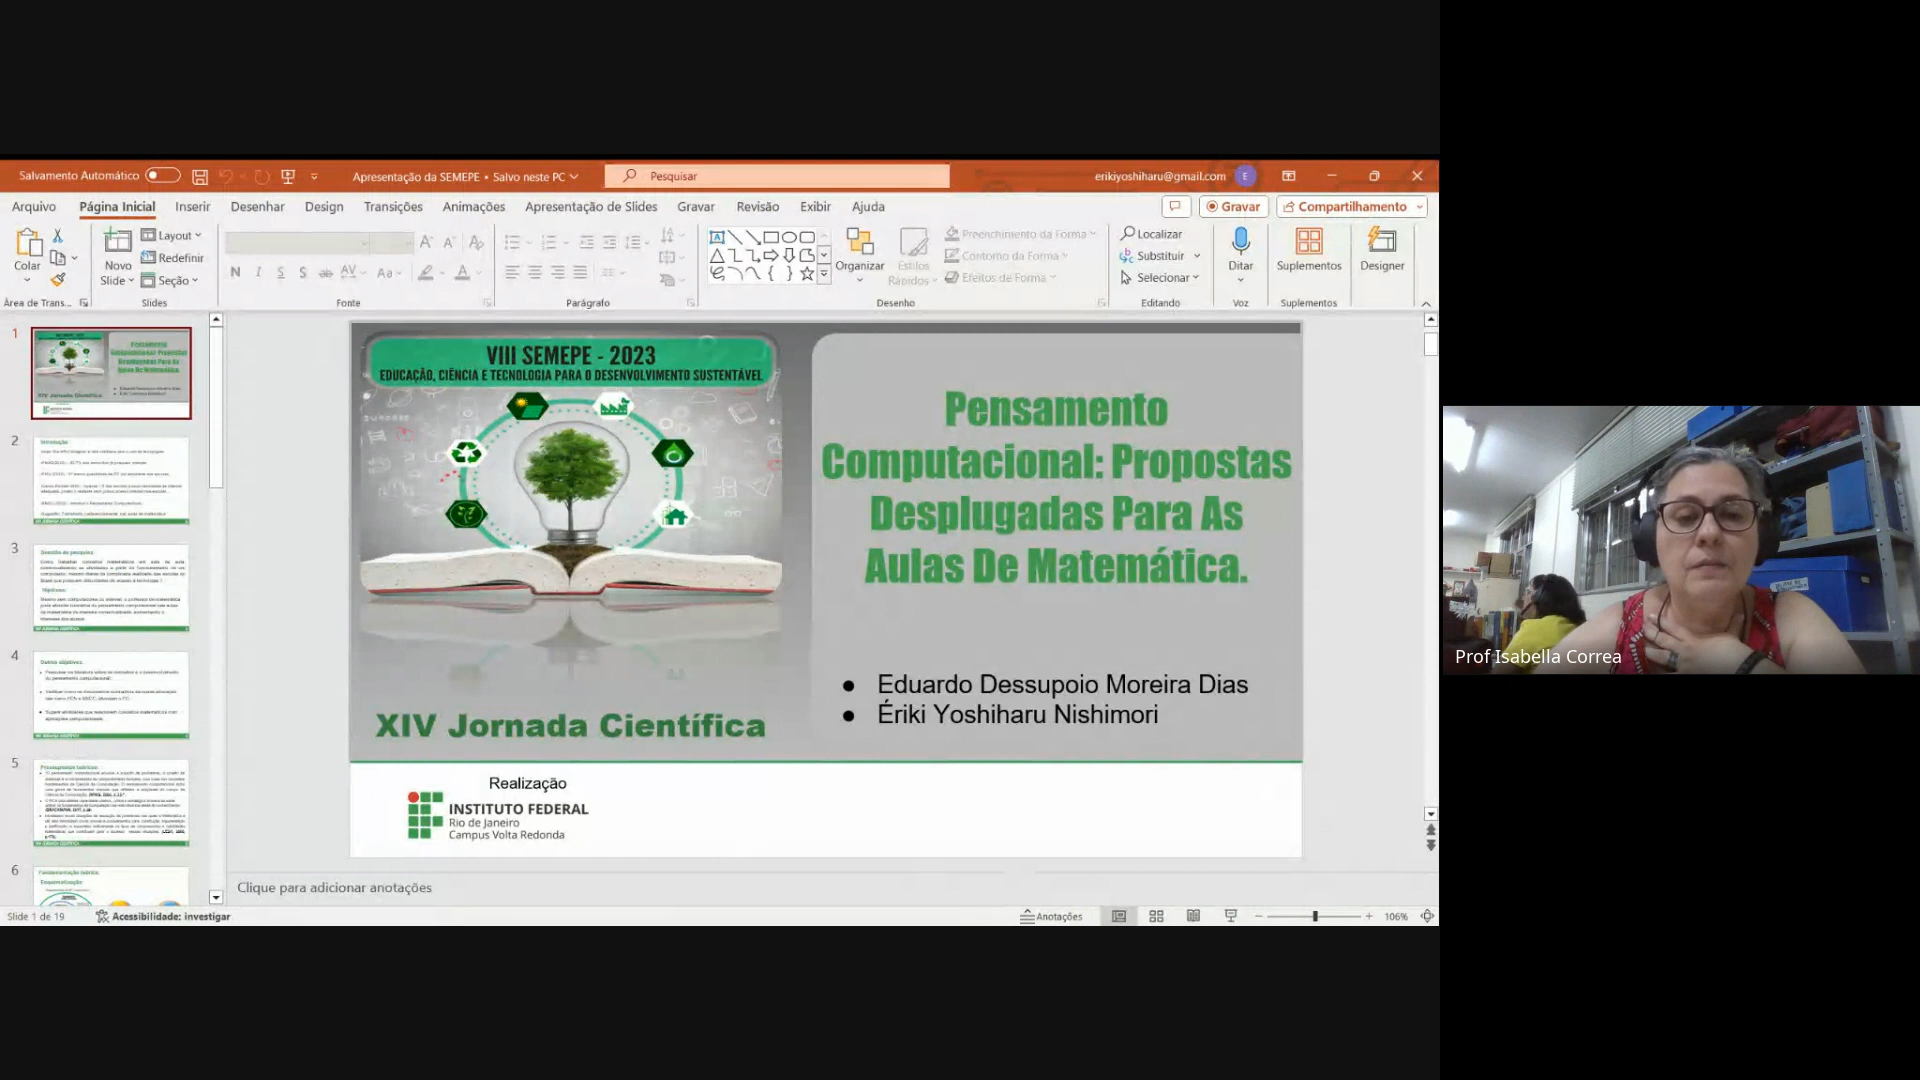 Salvamento Automático
Apresentação da SEMEPE • Salvo neste PC
Pesquisar
erikiyoshiharu@gmail.com
E
Arquivo
Página Inicial
Inserir
Desenhar
Design
Transições
Animações
Apresentação de Slides
Gravar
Revisão
Exibir
Ajuda
Gravar
Compartilhamento
Colar
Novo
Slide
Layout
Redefinir
Seção
Organizar
Estilos
Rápidos
Preenchimento da Forma
Contorno da Forma
Efeitos de Forma
Localizar
Substituir
Selecionar
Ditar
Suplementos
Designer
Área de Trans...
Slides
Fonte
Parágrafo
Desenho
Editando
Voz
Suplementos
1
2
3
4
5
6
VIII SEMEPE - 2023
EDUCAÇÃO, CIÊNCIA E TECNOLOGIA PARA O DESENVOLVIMENTO SUSTENTÁVEL
Pensamento
Computacional: Propostas
Desplugadas Para As
Aulas De Matemática.
• Eduardo Dessupoio Moreira Dias
• Ériki Yoshiharu Nishimori
XIV Jornada Científica
Realização
INSTITUTO FEDERAL
Rio de Janeiro
Campus Volta Redonda
Clique para adicionar anotações
Slide 1 de 19
Acessibilidade: investigar
Anotações
106%
Prof Isabella Correa